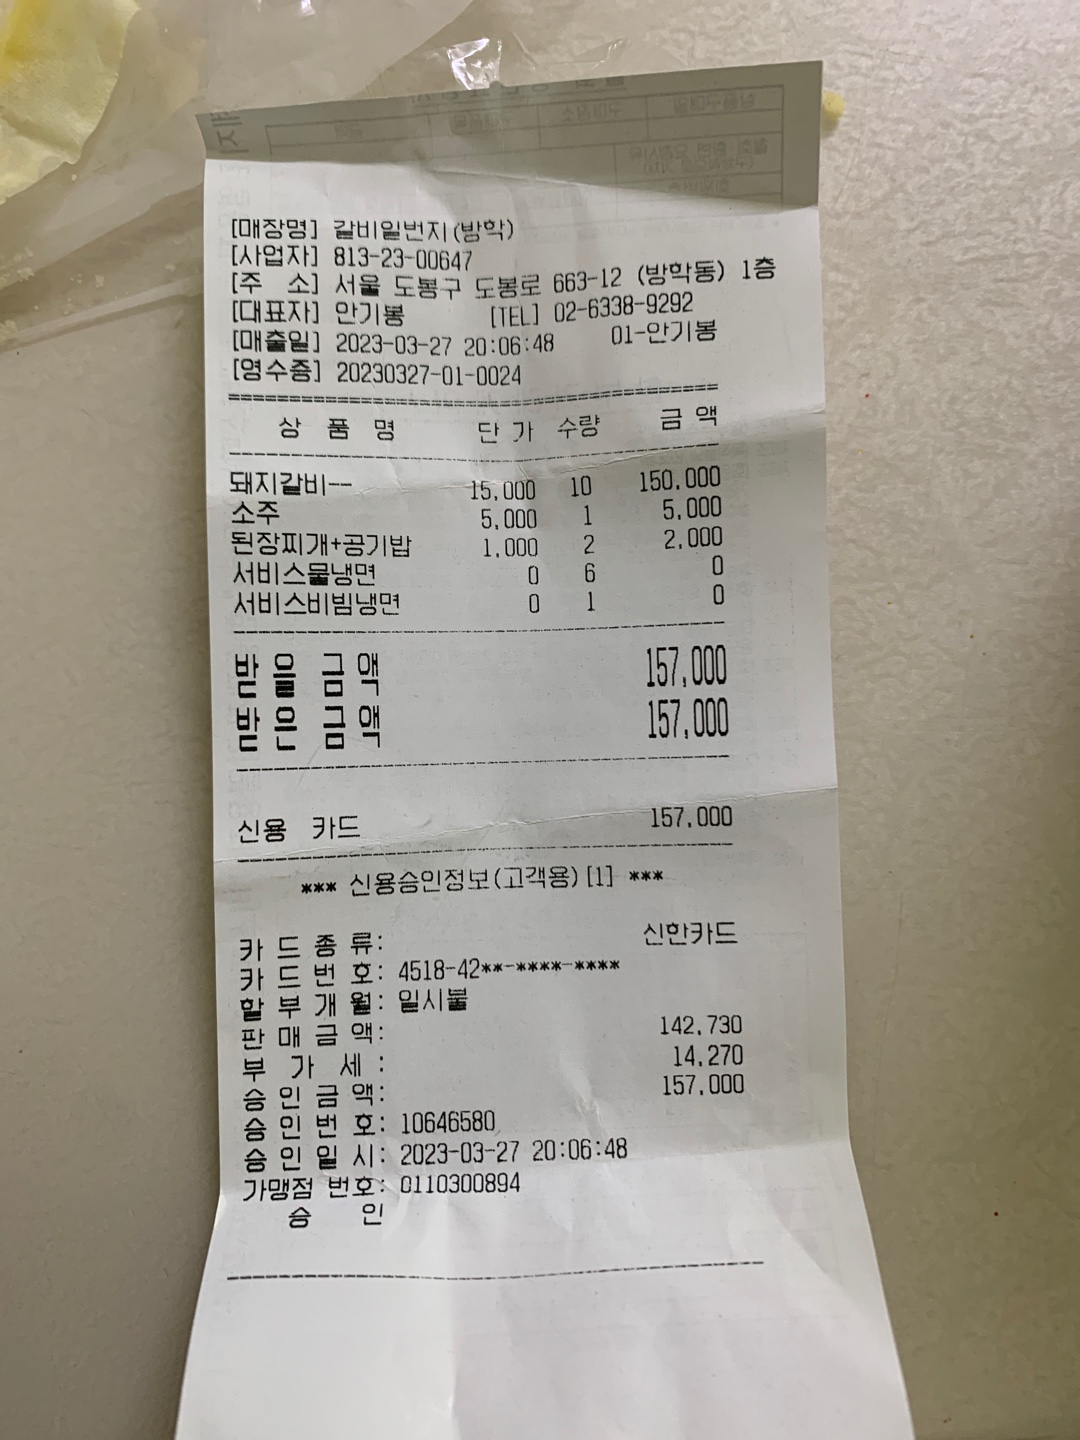 [매장명] 갈비일번지(방학)
[사업자] 813-23-00647
[주 소] 서울 도봉구 도봉로 663-12 (방학동) 1층
[대표자] 안기봉 [TEL] 02-6338-9292
[매출일] 2023-03-27 20:06:48 01-안기봉
[영수증] 20230327-01-0024
상 품 명 단 가 수량 금 액
돼지갈비-- 15,000 10 150,000
소주 5,000 1 5,000
된장찌개+공기밥 1,000 2 2,000
서비스물냉면 0 6 0
서비스비빔냉면 0 1 0
받 을 금 액 157,000
받 은 금 액 157,000
신용 카드 157,000
*** 신용승인정보(고객용)[1] ***
카 드 종 류: 신한카드
카 드 번 호: 4518-42**-****-****
할 부 개 월: 일시불
판 매 금 액: 142,730
부 가 세 : 14,270
승 인 금 액: 157,000
승 인 번 호: 10646580
승 인 일 시: 2023-03-27 20:06:48
가맹점 번호: 0110300894
승 인